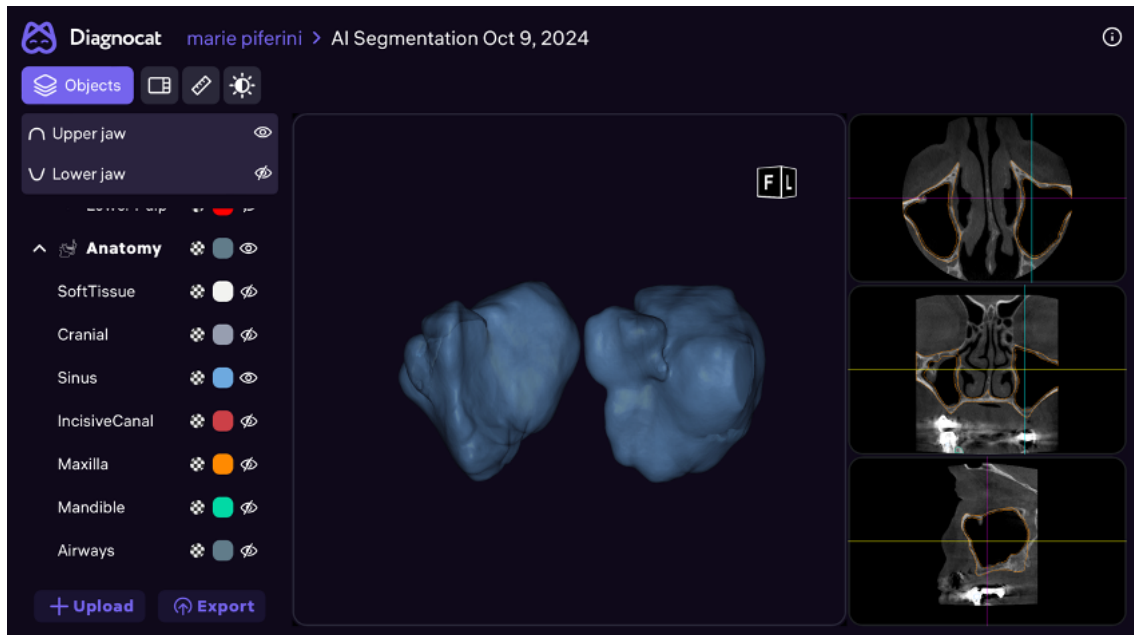 Diagnocat marie piferini > AI Segmentation Oct 9, 2024
Objects
Upper jaw
Lower jaw
Anatomy
SoftTissue
Cranial
Sinus
IncisiveCanal
Maxilla
Mandible
Airways
+ Upload
Export
F L